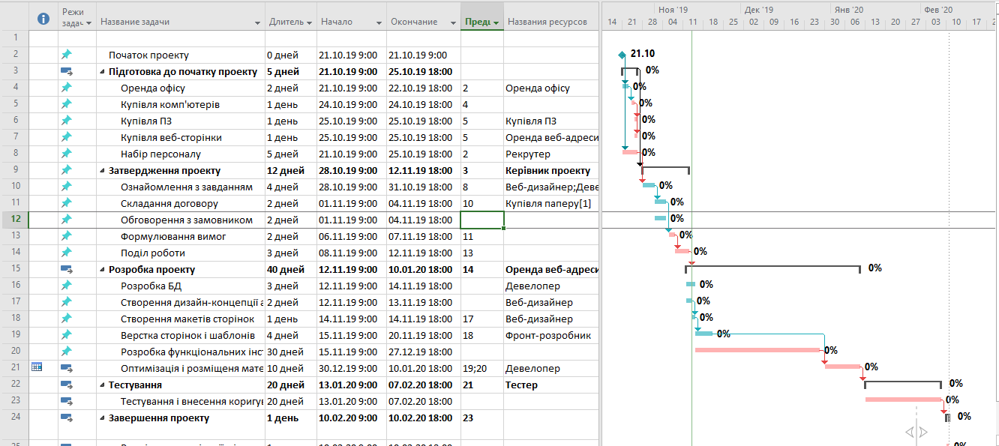 Режи
задач Название задачи Длитель Начало Окончание Пред Названия ресурсов
Ноя '19 Дек '19 Янв '20 Фев '20
14 21 28 04 11 18 25 02 09 16 23 30 06 13 20 27 03 10 17
1
2 Початок проекту 0 дней 21.10.19 9:00 21.10.19 9:00 21.10
3 Підготовка до початку проекту 5 дней 21.10.19 9:00 25.10.19 18:00 0%
4 Оренда офісу 2 дней 21.10.19 9:00 22.10.19 18:00 2 Оренда офісу 0%
5 Купівля комп'ютерів 1 день 24.10.19 9:00 24.10.19 18:00 4 0%
6 Купівля ПЗ 1 день 25.10.19 9:00 25.10.19 18:00 5 Купівля ПЗ 0%
7 Купівля веб-сторінки 1 день 25.10.19 9:00 25.10.19 18:00 5 Оренда веб-адреси 0%
8 Набір персоналу 5 дней 21.10.19 9:00 25.10.19 18:00 2 Рекрутер 0%
9 Затвердження проекту 12 дней 28.10.19 9:00 12.11.19 18:00 3 Керівник проекту
10 Ознайомлення з завданням 4 дней 28.10.19 9:00 31.10.19 18:00 8 Веб-дизайнер;Деве 0%
11 Складання договору 2 дней 01.11.19 9:00 04.11.19 18:00 10 Купівля паперу[1] 0%
12 Обговорення з замовником 2 дней 01.11.19 9:00 04.11.19 18:00 0%
13 Формулювання вимог 2 дней 06.11.19 9:00 07.11.19 18:00 11 0%
14 Поділ роботи 3 дней 08.11.19 9:00 12.11.19 18:00 13 0%
15 Розробка проекту 40 дней 12.11.19 9:00 10.01.20 18:00 14 Оренда веб-адреси 0%
16 Розробка БД 3 дней 12.11.19 9:00 14.11.19 18:00 Девелопер 0%
17 Створення дизайн-концепції а 2 дней 12.11.19 9:00 13.11.19 18:00 Веб-дизайнер 0%
18 Створення макетів сторінок 1 день 14.11.19 9:00 14.11.19 18:00 17 Веб-дизайнер 0%
19 Верстка сторінок і шаблонів 4 дней 15.11.19 9:00 20.11.19 18:00 18 Фронт-розробник 0%
20 Розробка функціональних інс 30 дней 15.11.19 9:00 27.12.19 18:00 0%
21 Оптимізація і розміщеня мате 10 дней 30.12.19 9:00 10.01.20 18:00 19;20 Девелопер 0%
22 Тестування 20 дней 13.01.20 9:00 07.02.20 18:00 21 Тестер 0%
23 Тестування і внесення коригу 20 дней 13.01.20 9:00 07.02.20 18:00 0%
24 Завершення проекту 1 день 10.02.20 9:00 10.02.20 18:00 23 0%